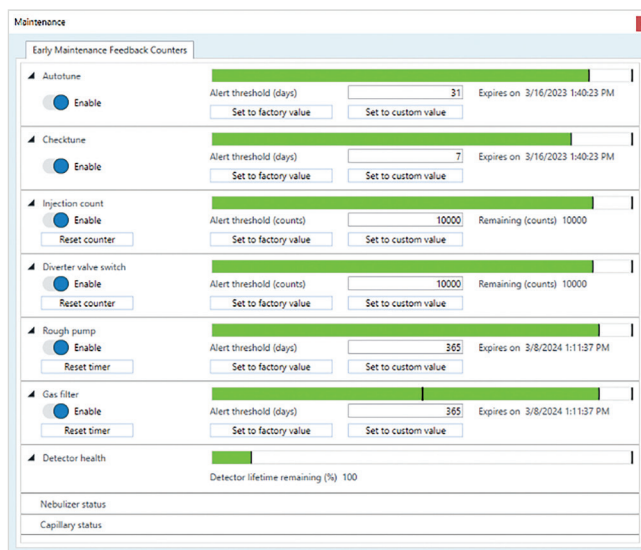 Maintenance
Early Maintenance Feedback Counters
Autotune
Enable
Alert threshold (days) 31 Expires on 3/16/2023 1:40:23 PM
Set to factory value Set to custom value
Checktune
Enable
Alert threshold (days) 7 Expires on 3/16/2023 1:40:23 PM
Set to factory value Set to custom value
Injection count
Enable Alert threshold (counts) 10000 Remaining (counts) 10000
Reset counter Set to factory value Set to custom value
Diverter valve switch
Enable Alert threshold (counts) 10000 Remaining (counts) 10000
Reset counter Set to factory value Set to custom value
Rough pump
Enable Alert threshold (days) 365 Expires on 3/8/2024 1:11:37 PM
Reset timer Set to factory value Set to custom value
Gas filter
Enable Alert threshold (days) 365 Expires on 3/8/2024 1:11:37 PM
Reset timer Set to factory value Set to custom value
Detector health
Detector lifetime remaining (%) 100
Nebulizer status
Capillary status